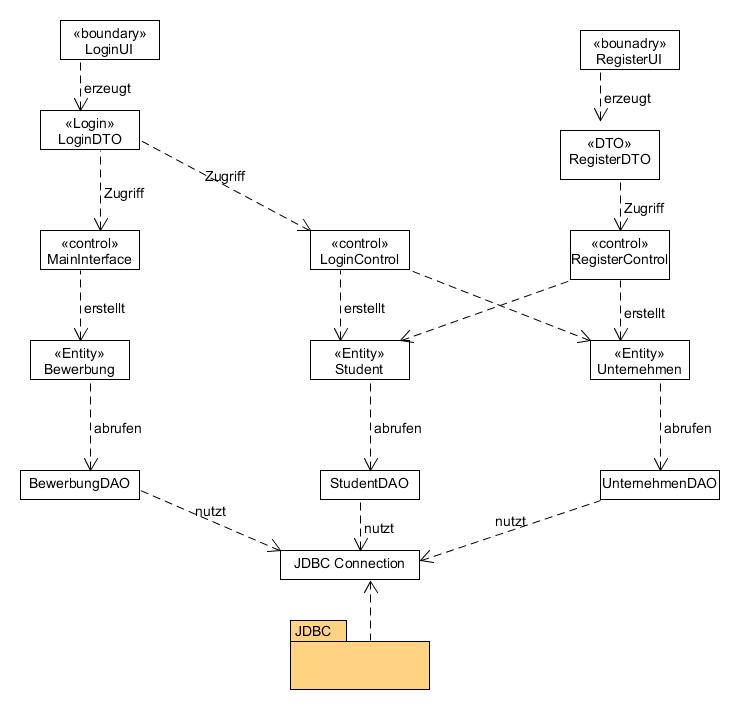 «boundary»
LoginUI
«bounadry»
RegisterUI
erzeugt
erzeugt
«Login»
LoginDTO
«DTO»
RegisterDTO
Zugriff
Zugriff
Zugriff
«control»
MainInterface
«control»
LoginControl
«control»
RegisterControl
erstellt
erstellt
erstellt
«Entity»
Bewerbung
«Entity»
Student
«Entity»
Unternehmen
abrufen
abrufen
abrufen
BewerbungDAO
StudentDAO
UnternehmenDAO
nutzt
nutzt
nutzt
JDBC Connection
JDBC